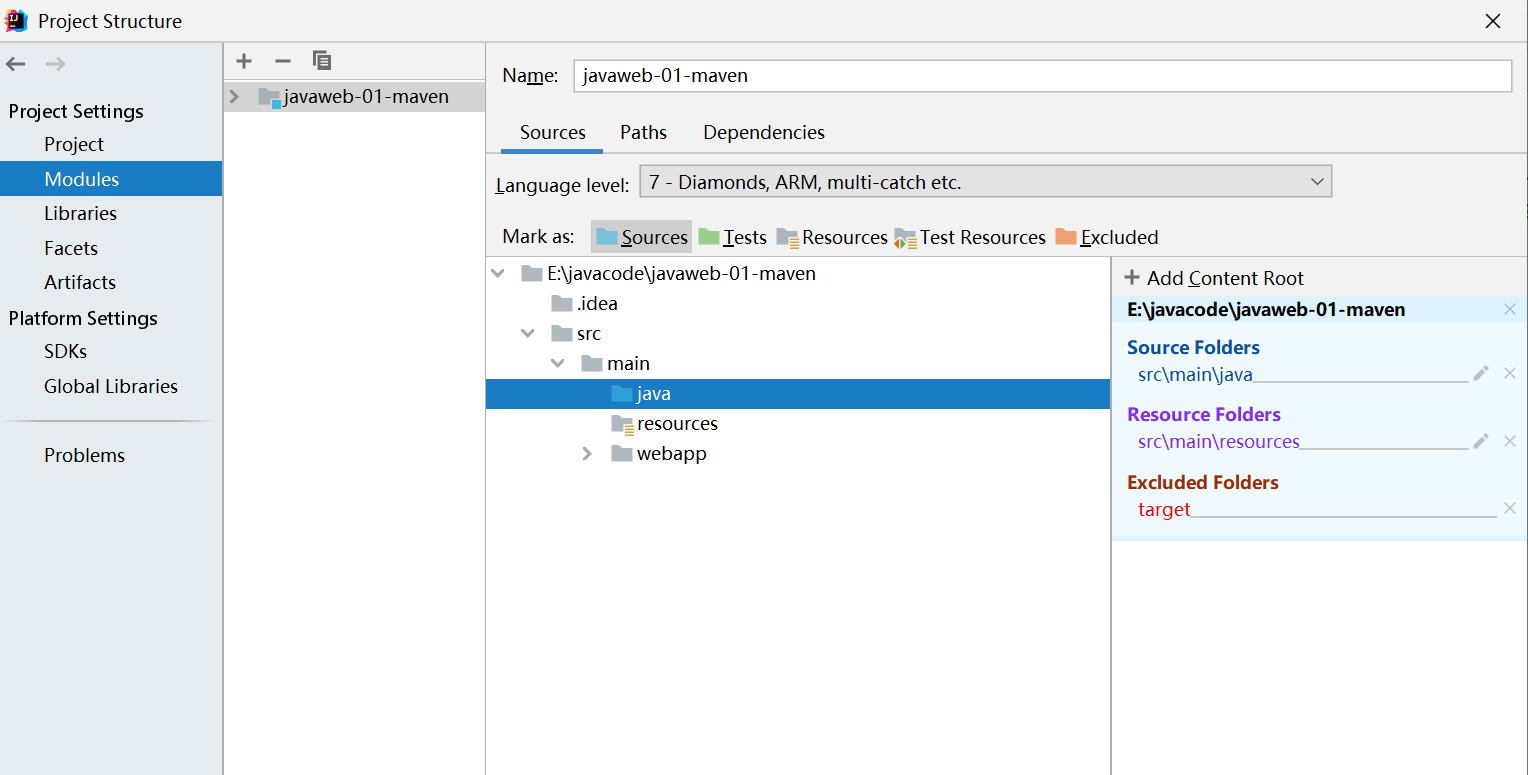 Project Structure
Project Settings
Project
Modules
Libraries
Facets
Artifacts
Platform Settings
SDKs
Global Libraries
Problems
javaweb-01-maven
Name: javaweb-01-maven
Sources Paths Dependencies
Language level: 7 - Diamonds, ARM, multi-catch etc.
Mark as: Sources Tests Resources Test Resources Excluded
E:\javacode\javaweb-01-maven
.idea
src
main
java
resources
webapp
Add Content Root
E:\javacode\javaweb-01-maven
Source Folders
src\main\java
Resource Folders
src\main\resources
Excluded Folders
target